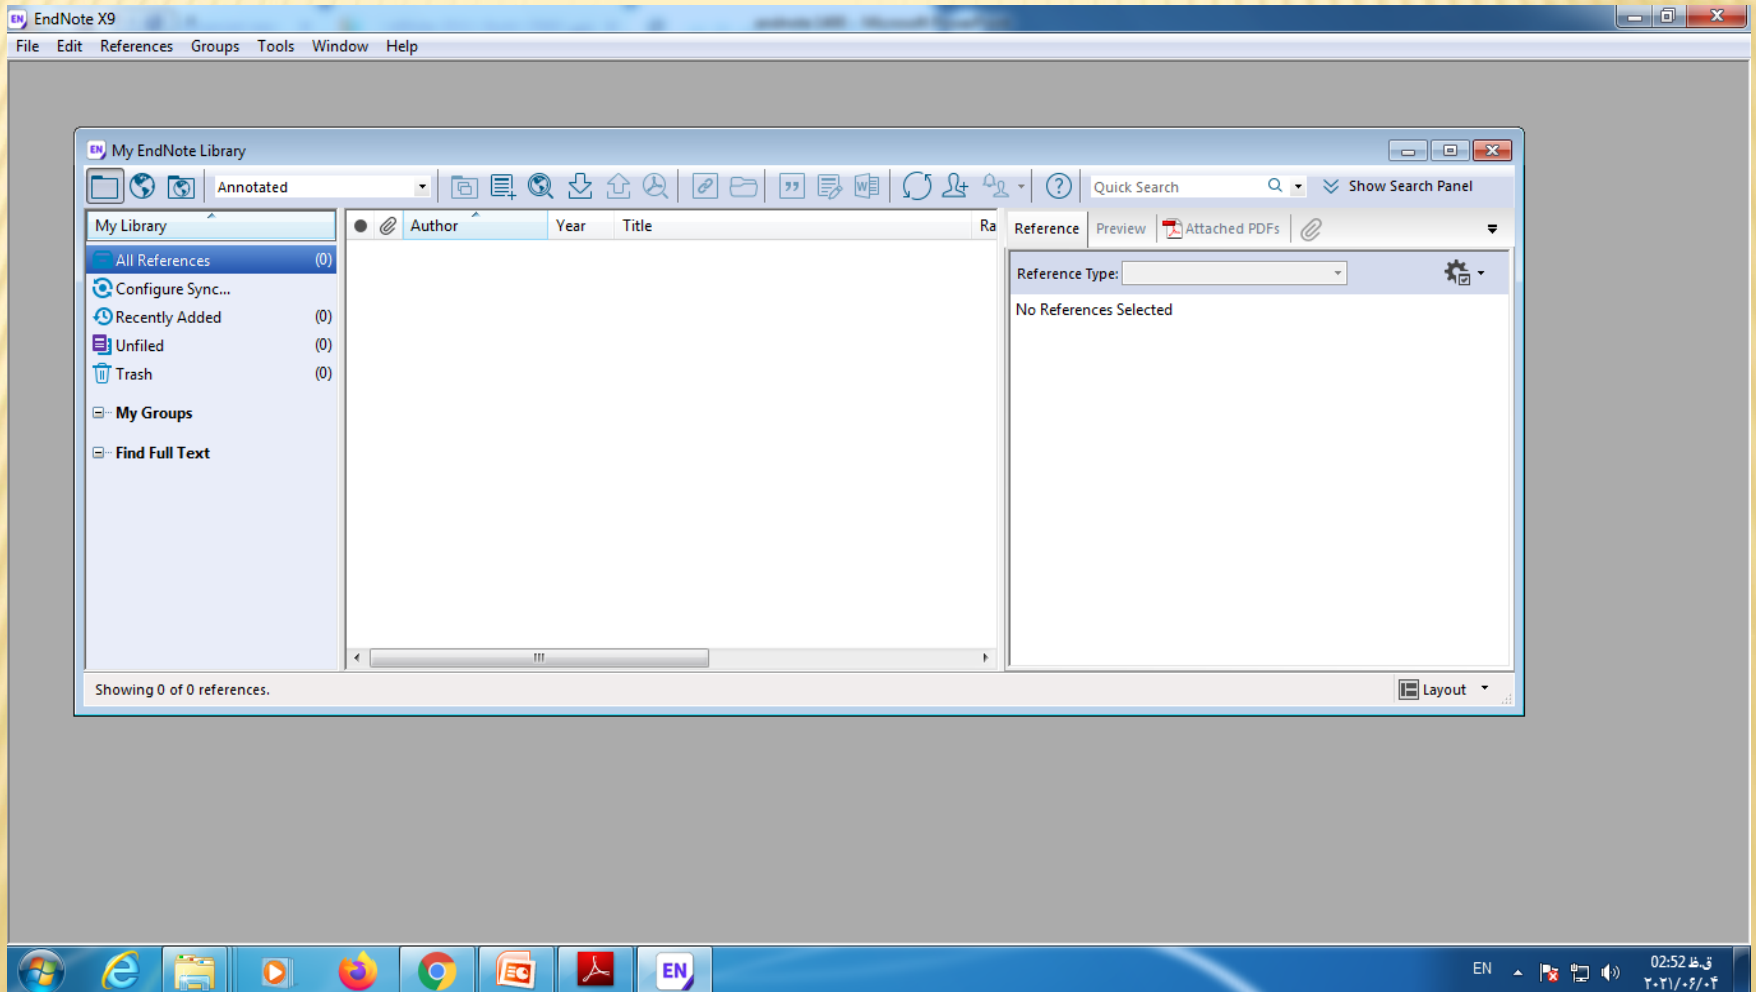 EN EndNote X9
File Edit References Groups Tools Window Help
EN My EndNote Library
Annotated Quick Search Show Search Panel
My Library Author Year Title Ra Reference Preview Attached PDFs
All References (0)
Configure Sync...
Recently Added (0)
Unfiled (0)
Trash (0)
My Groups
Find Full Text
Reference Type:
No References Selected
Showing 0 of 0 references. Layout
EN EN 02:52 ق.ظ
۲۰۲۱/۰۶/۰۴